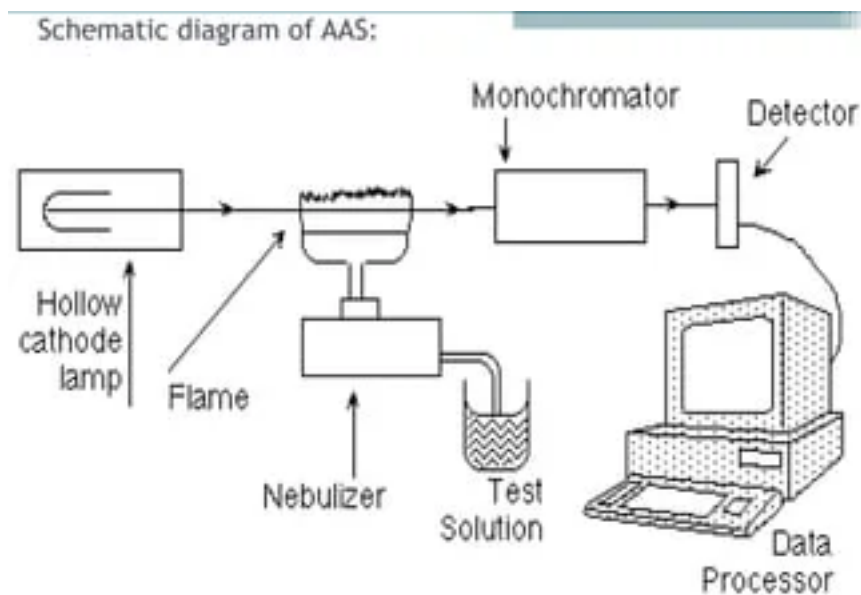 Schematic diagram of AAS:
Monochromator
Detector
Hollow
cathode
lamp
Flame
Nebulizer
Test
Solution
Data
Processor